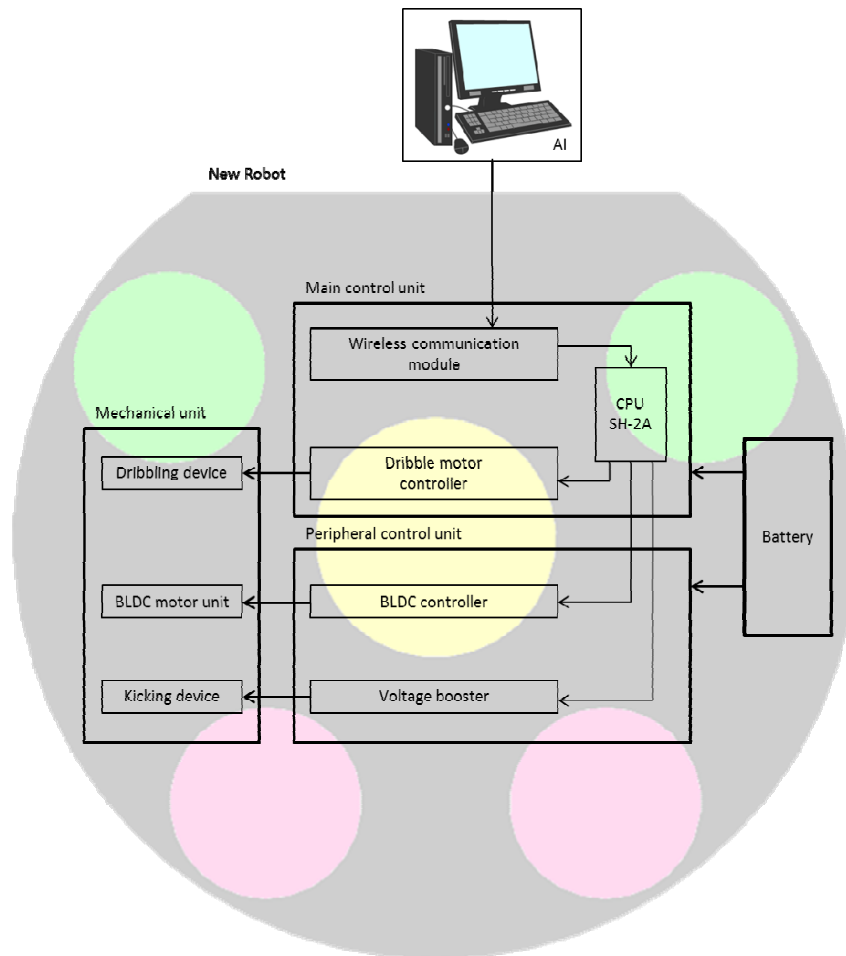 AI
New Robot
Main control unit
Wireless communication
module
CPU
SH-2A
Mechanical unit
Dribbling device
Dribble motor
controller
Battery
Peripheral control unit
BLDC motor unit
BLDC controller
Kicking device
Voltage booster